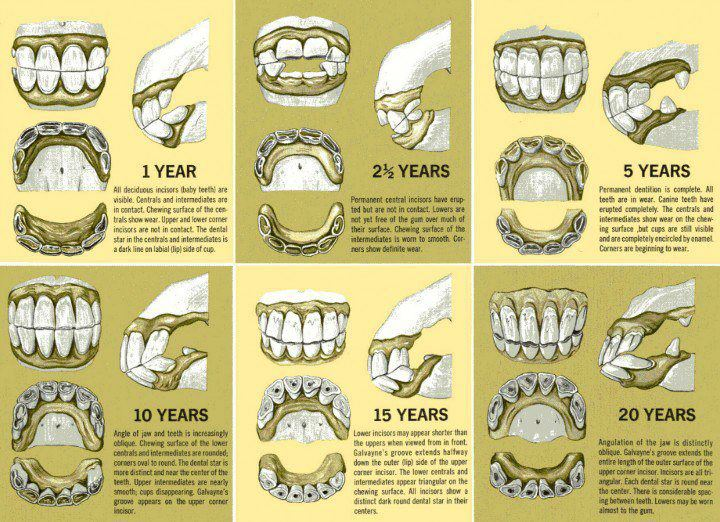 1 YEAR
All deciduous incisors (baby teeth) are
visible. Centrals and intermediates are
in contact. Chewing surface of the cen-
trals show wear. Upper and lower corner
incisors are not in contact. The dental
star in the centrals and intermediates is
a dark line on labial (lip) side of cup.
2½ YEARS
Permanent central incisors have erup-
ted but are not in contact. Lowers are
not yet free of the gum over much of
their surface. Chewing surface of the
intermediates is worn to smooth. Cor-
ners show definite wear.
5 YEARS
Permanent dentition is complete. All
teeth are in wear. Canine teeth have
erupted completely. The centrals and
intermediates show wear on the chew-
ing surface ,but cups are still visible
and are completely encircled by enamel.
Corners are beginning to wear.
10 YEARS
Angle of jaw and teeth is increasingly
oblique. Chewing surface of the lower
centrals and intermediates are rounded;
corners oval to round. The dental star is
more distinct and near the center of the
teeth. Upper intermediates are nearly
smooth; cups disappearing. Galvayne's
groove appears on the upper corner
incisor.
15 YEARS
Lower incisors may appear shorter than
the uppers when viewed from in front.
Galvayne's groove extends halfway
down the outer (lip) side of the upper
corner incisor. The lower centrals and
intermediates appear triangular on the
chewing surface. All incisors show a
distinct dark round dental star in their
centers.
20 YEARS
Angulation of the jaw is distinctly
oblique. Galvayne's groove extends the
entire length of the outer surface of the
upper corner incisor. Incisors are all tri-
angular. Each dental star is round near
the center. There is considerable spac-
ing between teeth. Lowers may be worn
almost to the gum.